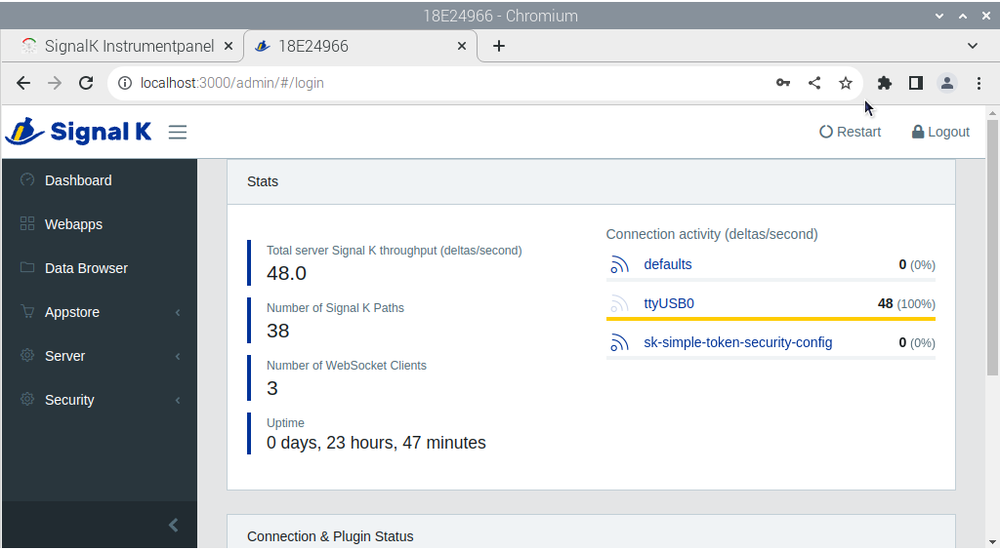 18E24966 - Chromium
SignalK Instrumentpanel
18E24966
localhost:3000/admin/#/login
Signal K
Restart
Logout
Dashboard
Webapps
Data Browser
Appstore
Server
Security
Stats
Total server Signal K throughput (deltas/second)
48.0
Number of Signal K Paths
38
Number of WebSocket Clients
3
Uptime
0 days, 23 hours, 47 minutes
Connection activity (deltas/second)
defaults 0 (0%)
ttyUSB0 48 (100%)
sk-simple-token-security-config 0 (0%)
Connection & Plugin Status